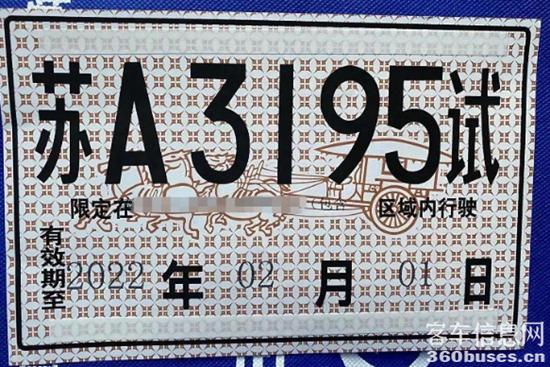 苏A3195试
限定在 区域内行驶
有效期至2022年02月01日
客车信息网
360buses.cn